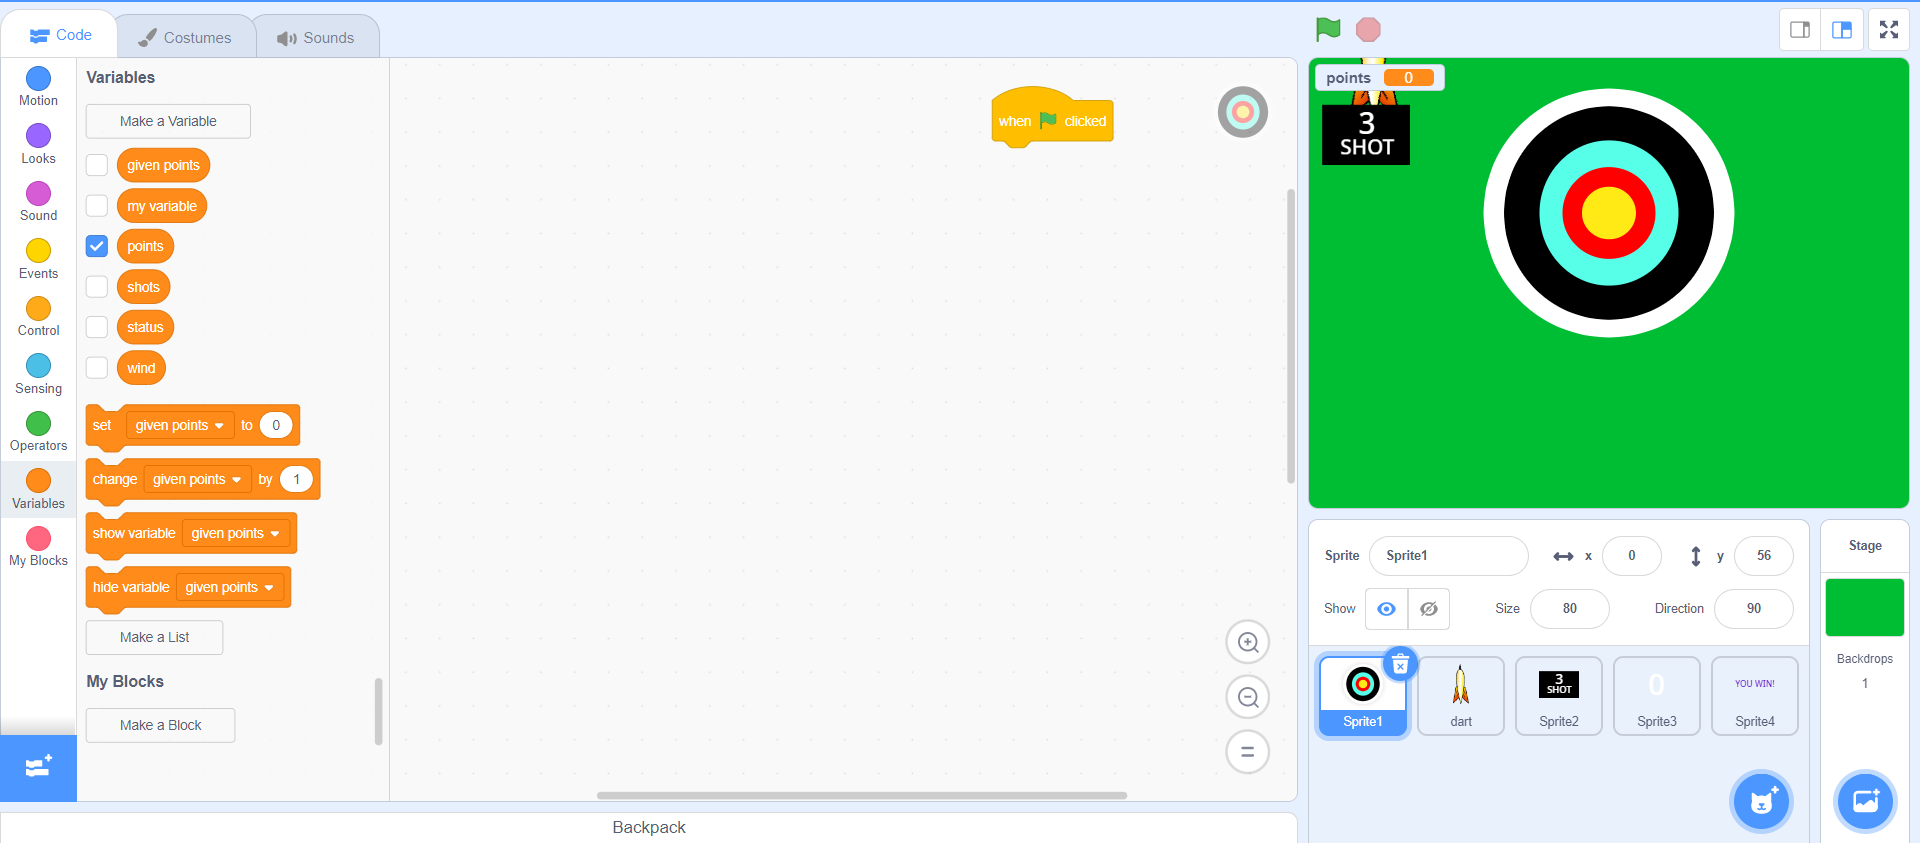 Code
Costumes
Sounds
Motion
Looks
Sound
Events
Control
Sensing
Operators
Variables
My Blocks
Variables
Make a Variable
given points
my variable
points
shots
status
wind
set given points to 0
change given points by 1
show variable given points
hide variable given points
Make a List
My Blocks
Make a Block
when clicked
Backpack
points 0
3
SHOT
Sprite Sprite1 x 0 y 56
Show Size 80 Direction 90
Sprite1
dart
3
SHOT
Sprite2
0
Sprite3
YOU WIN!
Sprite4
Stage
Backdrops
1